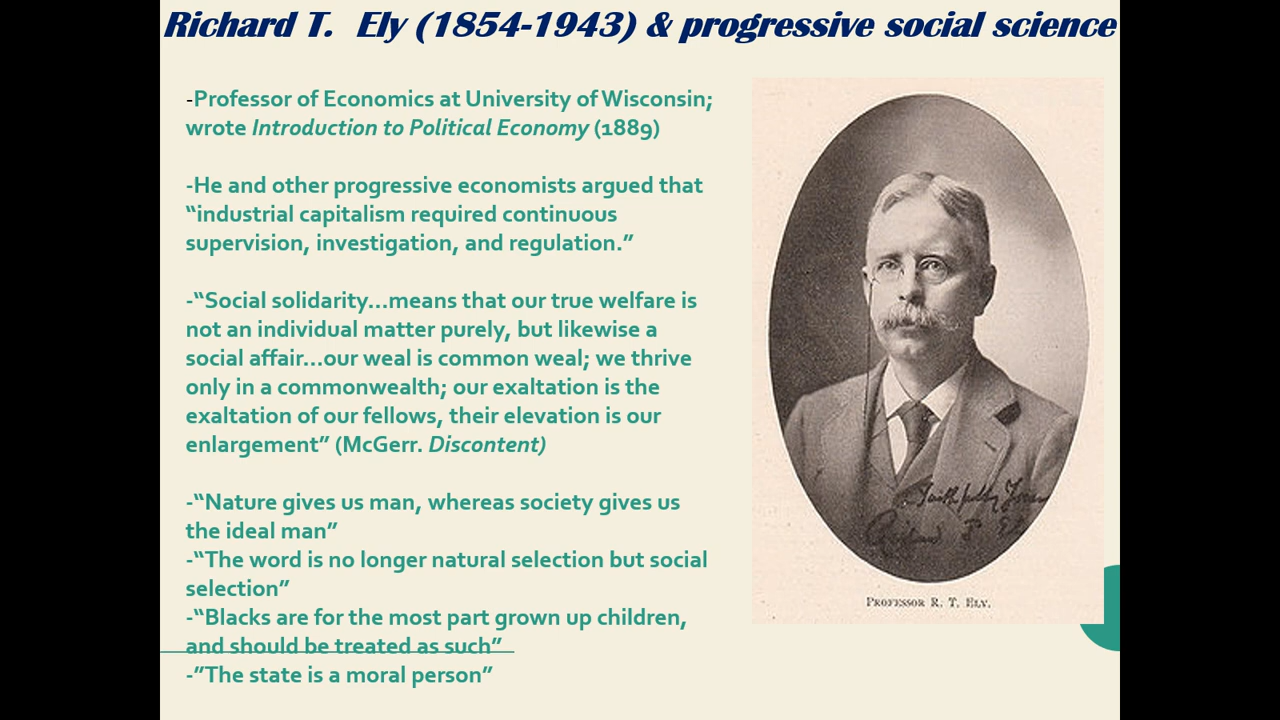 Richard T. Ely (1854-1943) & progressive social science
-Professor of Economics at University of Wisconsin;
wrote Introduction to Political Economy (1889)
-He and other progressive economists argued that
“industrial capitalism required continuous
supervision, investigation, and regulation.”
-“Social solidarity...means that our true welfare is
not an individual matter purely, but likewise a
social affair...our weal is common weal; we thrive
only in a commonwealth; our exaltation is the
exaltation of our fellows, their elevation is our
enlargement” (McGerr. Discontent)
-“Nature gives us man, whereas society gives us
the ideal man”
-“The word is no longer natural selection but social
selection”
-“Blacks are for the most part grown up children,
and should be treated as such”
-”The state is a moral person”
Faithfully Yours
Richard T. Ely
PROFESSOR R. T. ELY.